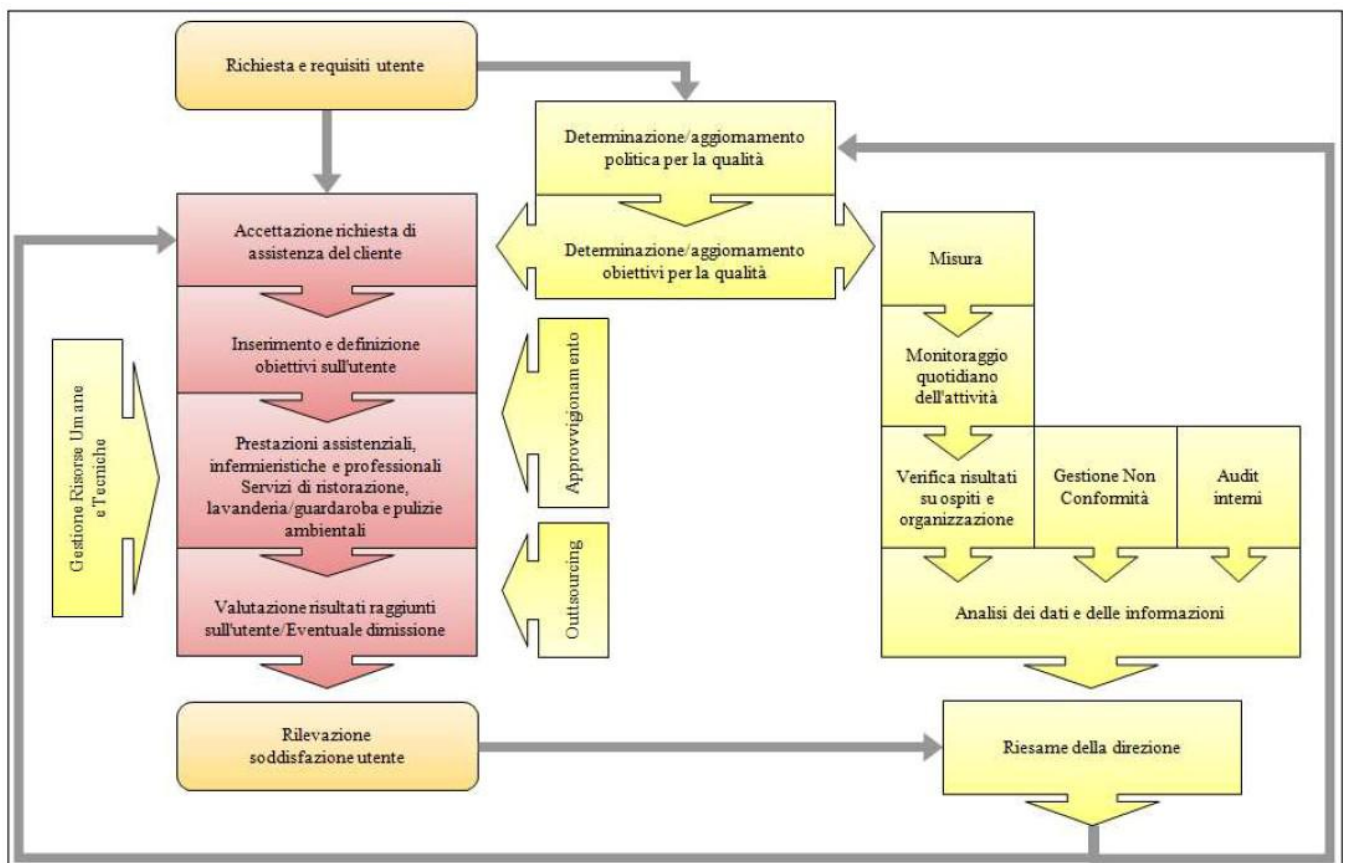 Richiesta e requisiti utente
Determinazione/aggiornamento
politica per la qualità
Accettazione richiesta di
assistenza del cliente
Determinazione/aggiornamento
obiettivi per la qualità
Misura
Inserimento e definizione
obiettivi sull'utente
Approvvigionamento
Monitoraggio
quotidiano
dell'attività
Gestione Risorse Umane
e Tecniche
Prestazioni assistenziali,
infermieristiche e professionali
Servizi di ristorazione,
lavanderia/guardaroba e pulizie
ambientali
Verifica risultati
su ospiti e
organizzazione
Gestione Non
Conformità
Audit
interni
Outtsourcing
Valutazione risultati raggiunti
sull'utente/Eventuale dimissione
Analisi dei dati e delle informazioni
Rilevazione
soddisfazione utente
Riesame della direzione